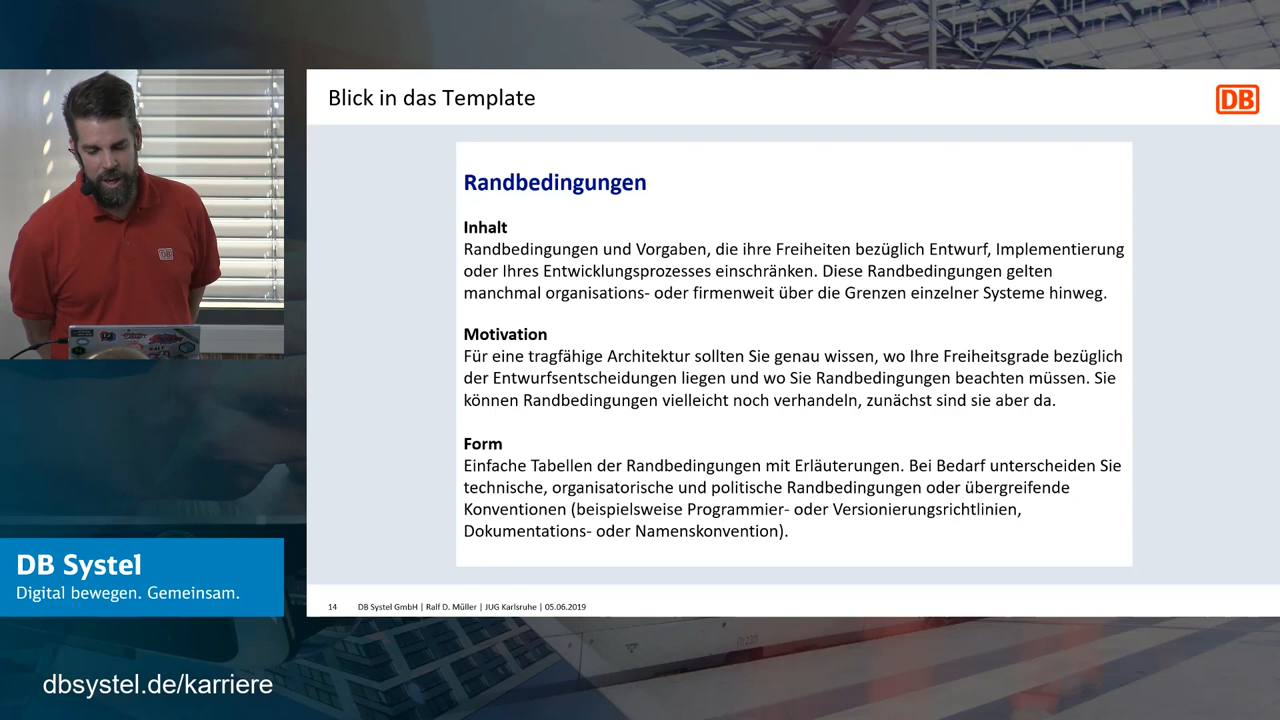 Blick in das Template
DB
Randbedingungen
Inhalt
Randbedingungen und Vorgaben, die ihre Freiheiten bezüglich Entwurf, Implementierung
oder Ihres Entwicklungsprozesses einschränken. Diese Randbedingungen gelten
manchmal organisations- oder firmenweit über die Grenzen einzelner Systeme hinweg.
Motivation
Für eine tragfähige Architektur sollten Sie genau wissen, wo Ihre Freiheitsgrade bezüglich
der Entwurfsentscheidungen liegen und wo Sie Randbedingungen beachten müssen. Sie
können Randbedingungen vielleicht noch verhandeln, zunächst sind sie aber da.
Form
Einfache Tabellen der Randbedingungen mit Erläuterungen. Bei Bedarf unterscheiden Sie
technische, organisatorische und politische Randbedingungen oder übergreifende
Konventionen (beispielsweise Programmier- oder Versionierungsrichtlinien,
Dokumentations- oder Namenskonvention).
14 DB Systel GmbH | Ralf D. Müller | JUG Karlsruhe | 05.06.2019
DB
DB Systel
Digital bewegen. Gemeinsam.
dbsystel.de/karriere